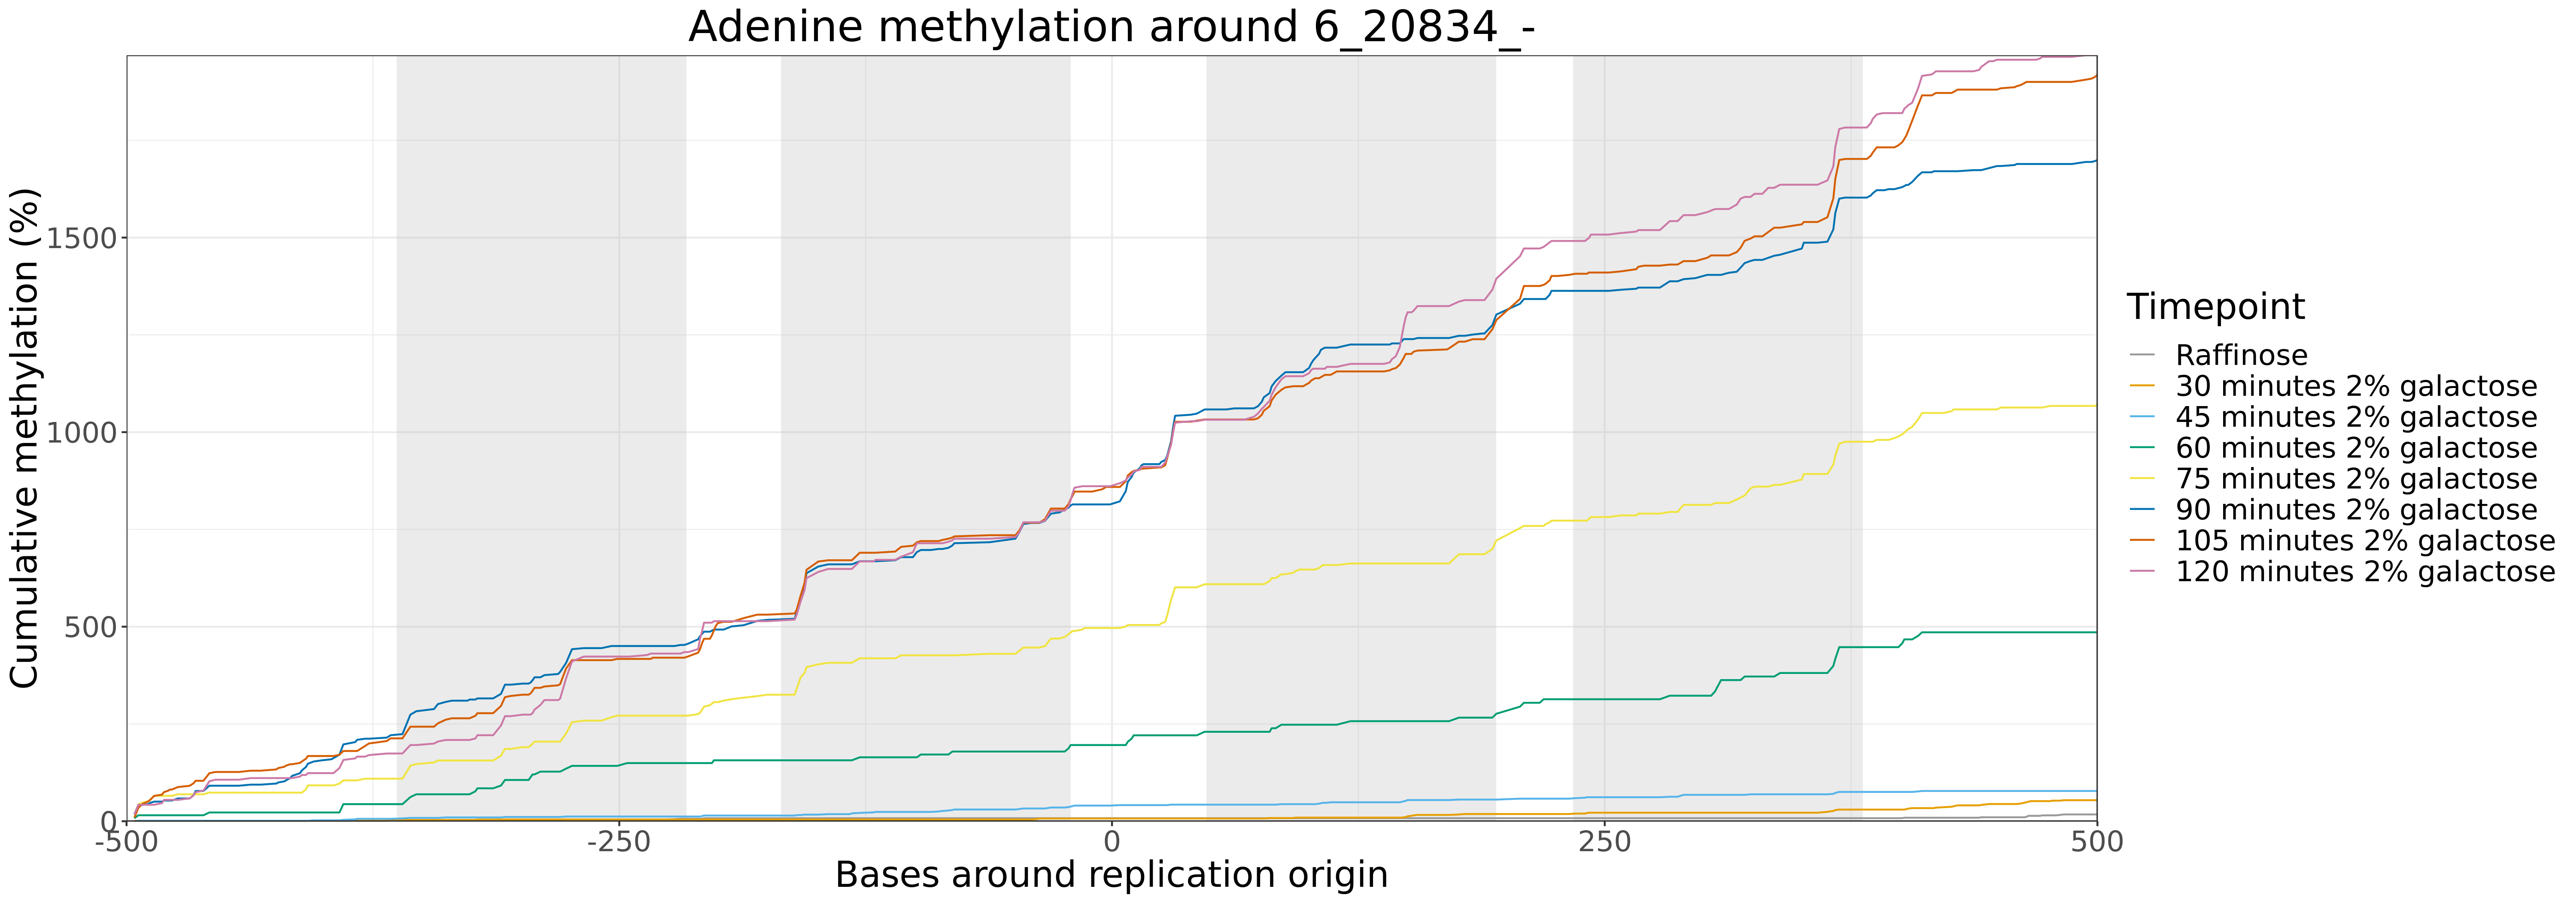 Adenine methylation around 6_20834_-
Cumulative methylation (%)
1500
1000
500
0
-500
-250
0
250
500
Bases around replication origin
Timepoint
Raffinose
30 minutes 2% galactose
45 minutes 2% galactose
60 minutes 2% galactose
75 minutes 2% galactose
90 minutes 2% galactose
105 minutes 2% galactose
120 minutes 2% galactose